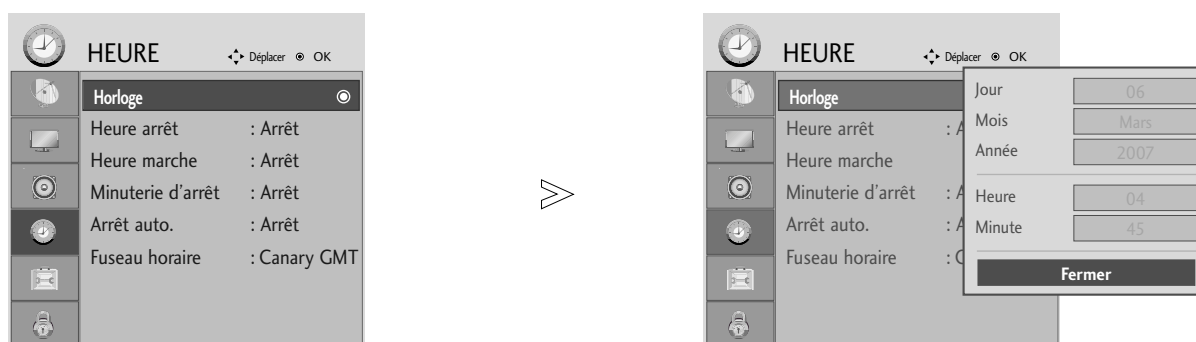 HEURE Déplacer OK
Horloge
Heure arrêt : Arrêt
Heure marche : Arrêt
Minuterie d'arrêt : Arrêt
Arrêt auto. : Arrêt
Fuseau horaire : Canary GMT
HEURE Déplacer OK
Horloge
Heure arrêt : A
Heure marche
Minuterie d'arrêt : A
Arrêt auto. : A
Fuseau horaire : C
Jour 06
Mois Mars
Année 2007
Heure 04
Minute 45
Fermer